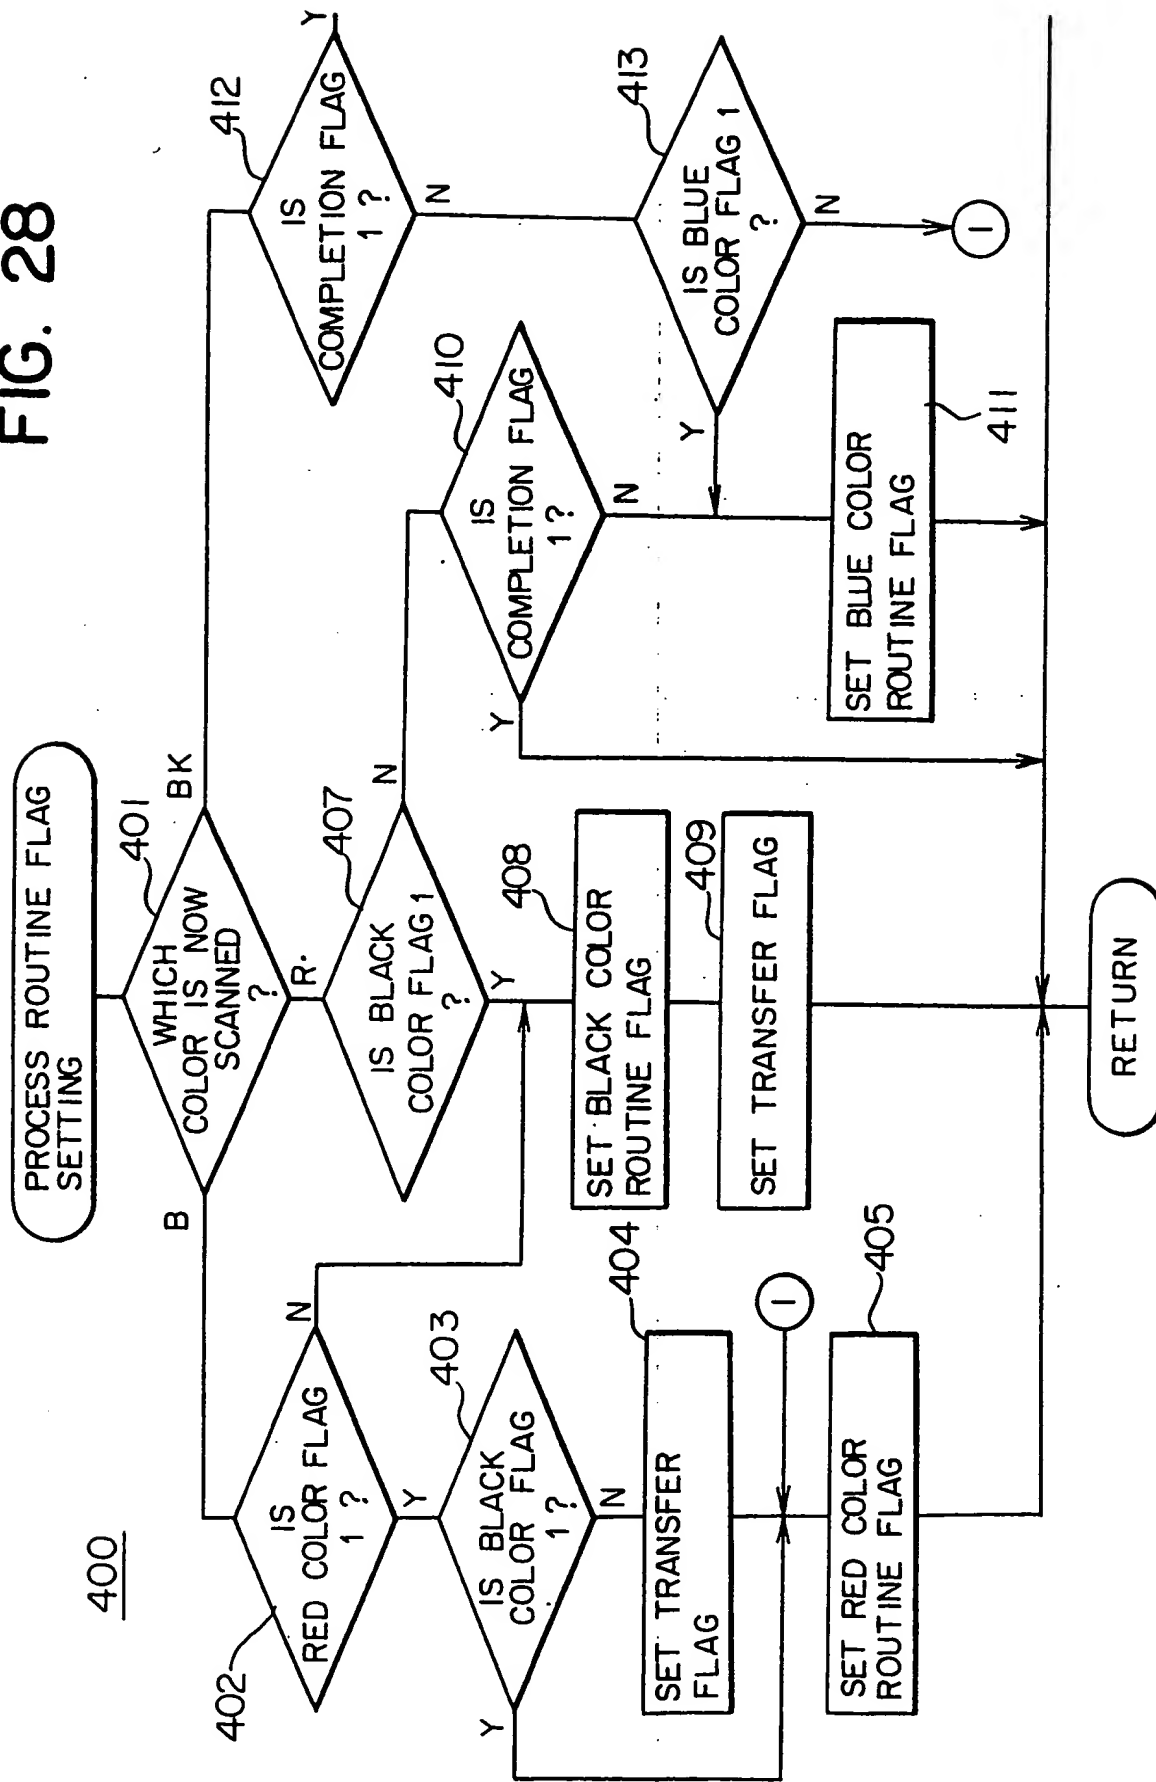 FIG. 28
400
PROCESS ROUTINE FLAG
SETTING
401
WHICH
COLOR IS NOW
SCANNED
?
B
R.
BK
402
IS
RED COLOR FLAG
1 ?
N
Y
403
IS BLACK
COLOR FLAG
1 ?
Y
N
404
SET TRANSFER
FLAG
1
405
SET RED COLOR
ROUTINE FLAG
407
IS BLACK
COLOR FLAG 1
?
N
Y
408
SET BLACK COLOR
ROUTINE FLAG
409
SET TRANSFER FLAG
410
IS
COMPLETION FLAG
1 ?
Y
N
411
SET BLUE COLOR
ROUTINE FLAG
412
IS
COMPLETION FLAG
1 ?
Y
N
413
IS BLUE
COLOR FLAG 1
?
Y
N
1
RETURN